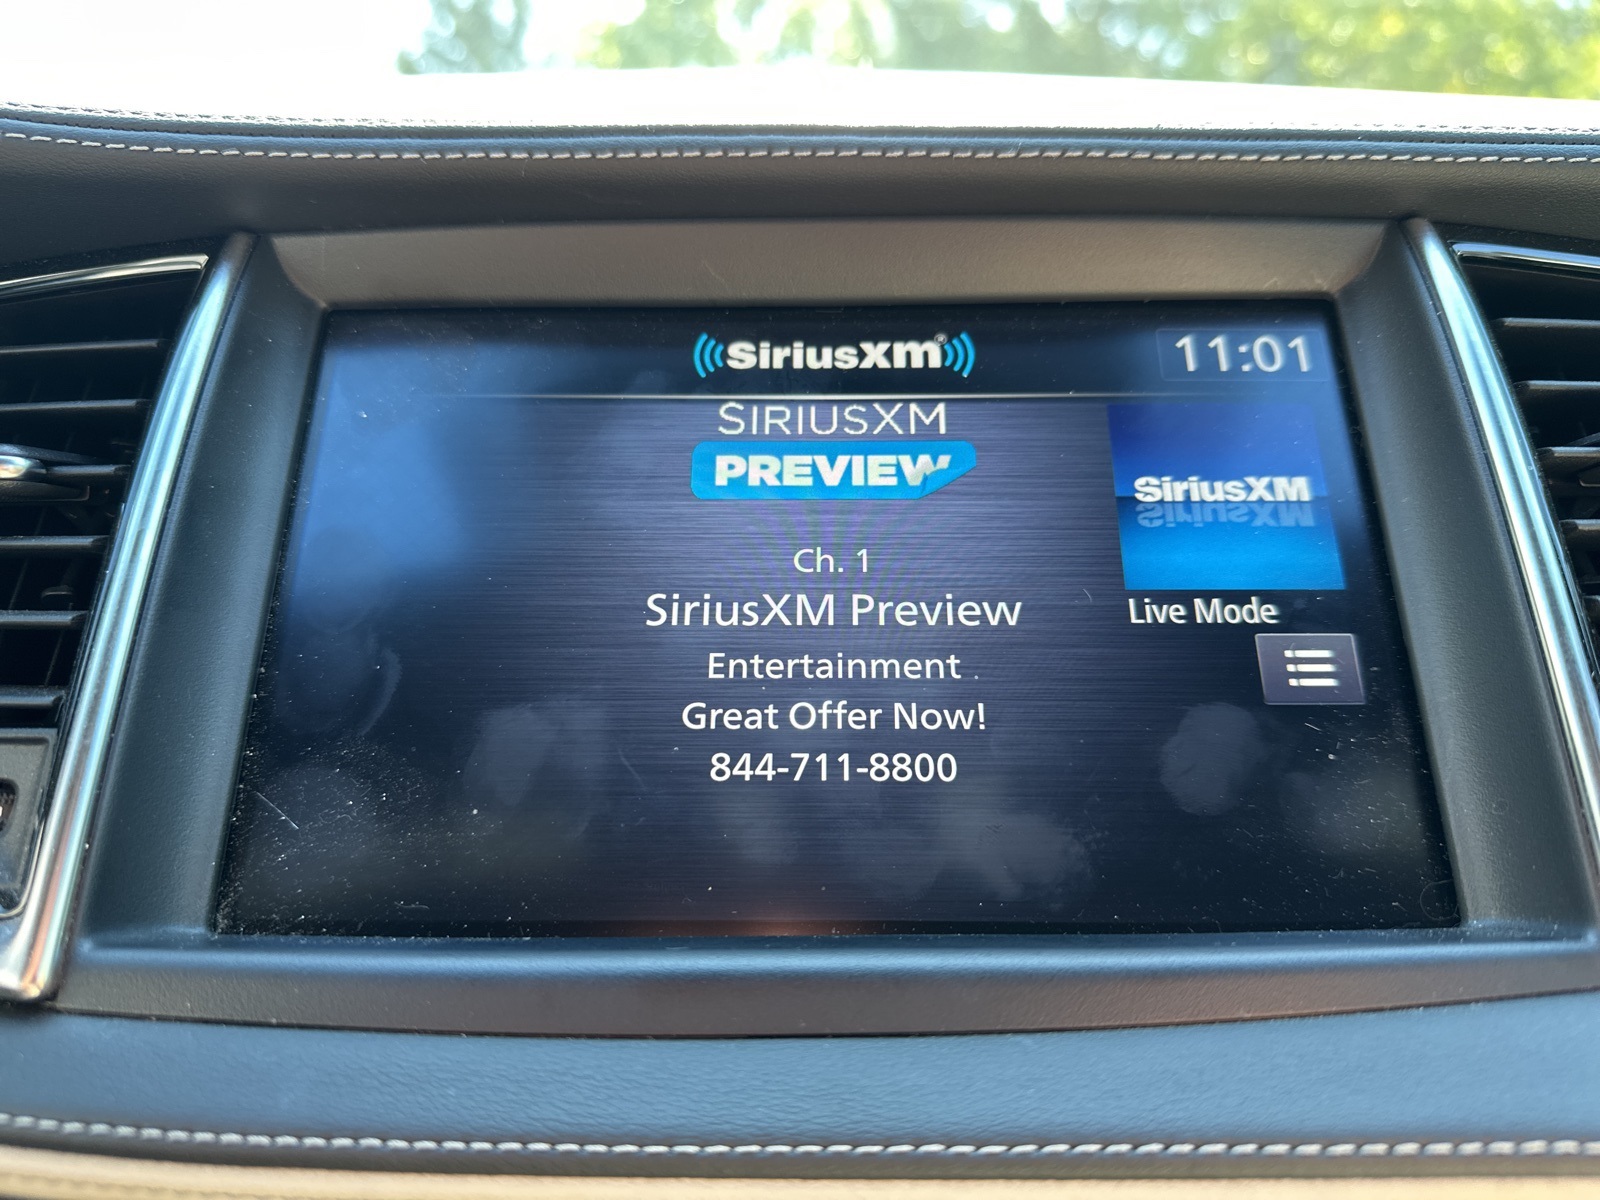 SiriusXM®
11:01
SIRIUSXM
PREVIEW
SiriusXM
Ch. 1
SiriusXM Preview
Live Mode
Entertainment
Great Offer Now!
844-711-8800